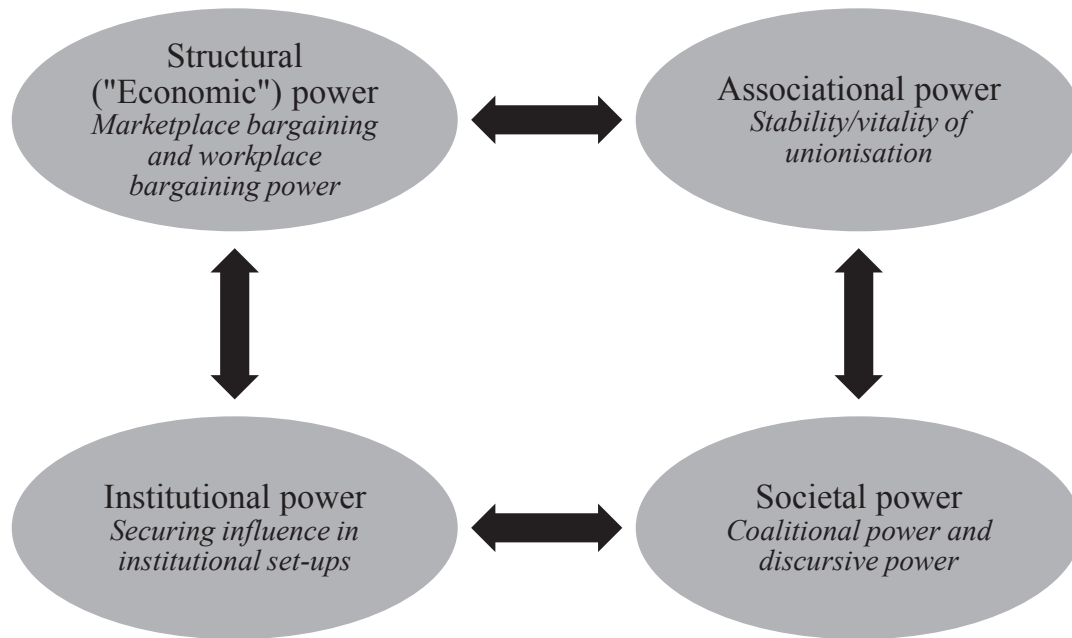 Structural
("Economic") power
Marketplace bargaining
and workplace
bargaining power
Associational power
Stability/vitality of
unionisation
Institutional power
Securing influence in
institutional set-ups
Societal power
Coalitional power and
discursive power